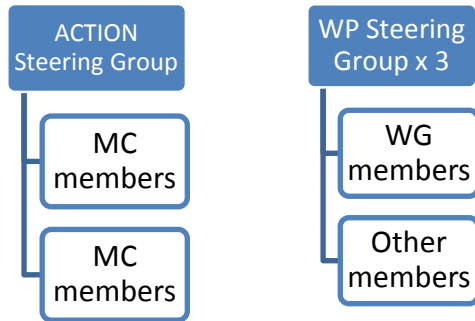 ACTION
Steering Group
MC
members
MC
members
WP Steering
Group x 3
WG
members
Other
members